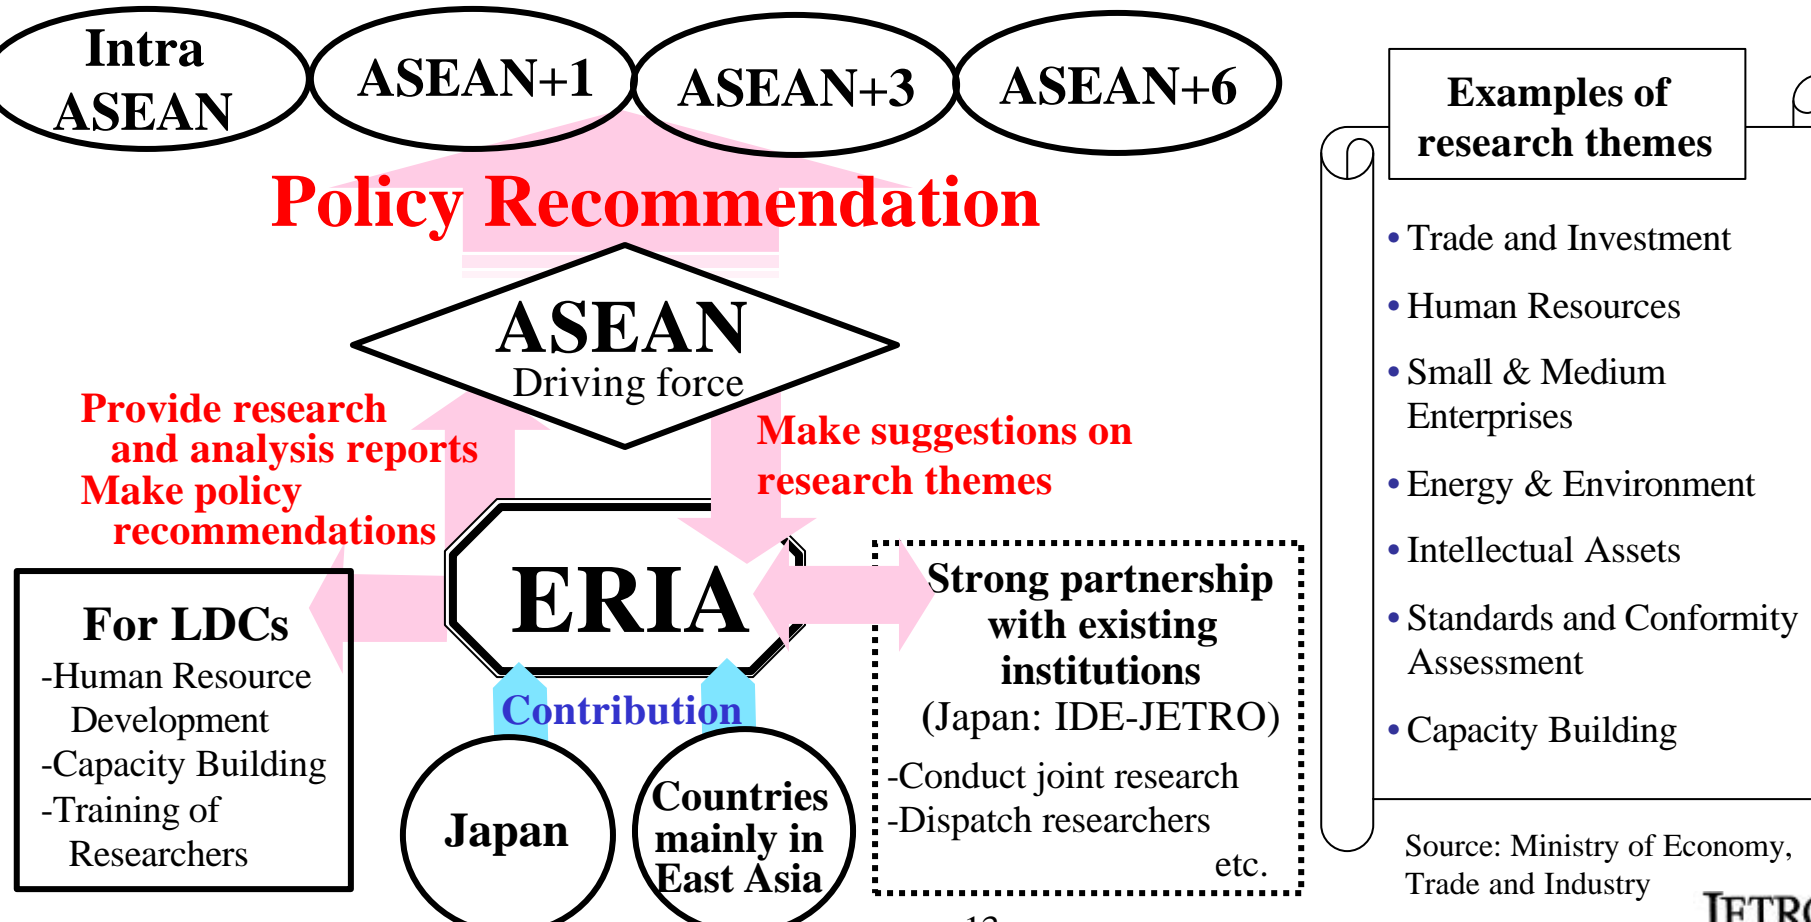 Intra
ASEAN
ASEAN+1
ASEAN+3
ASEAN+6
Policy Recommendation
ASEAN
Driving force
Provide research
and analysis reports
Make policy
recommendations
Make suggestions on
research themes
ERIA
For LDCs
-Human Resource
Development
-Capacity Building
-Training of
Researchers
Contribution
Japan
Countries
mainly in
East Asia
Strong partnership
with existing
institutions
(Japan: IDE-JETRO)
-Conduct joint research
-Dispatch researchers
etc.
Examples of
research themes
• Trade and Investment
• Human Resources
• Small & Medium
Enterprises
• Energy & Environment
• Intellectual Assets
• Standards and Conformity
Assessment
• Capacity Building
Source: Ministry of Economy,
Trade and Industry
JETRO